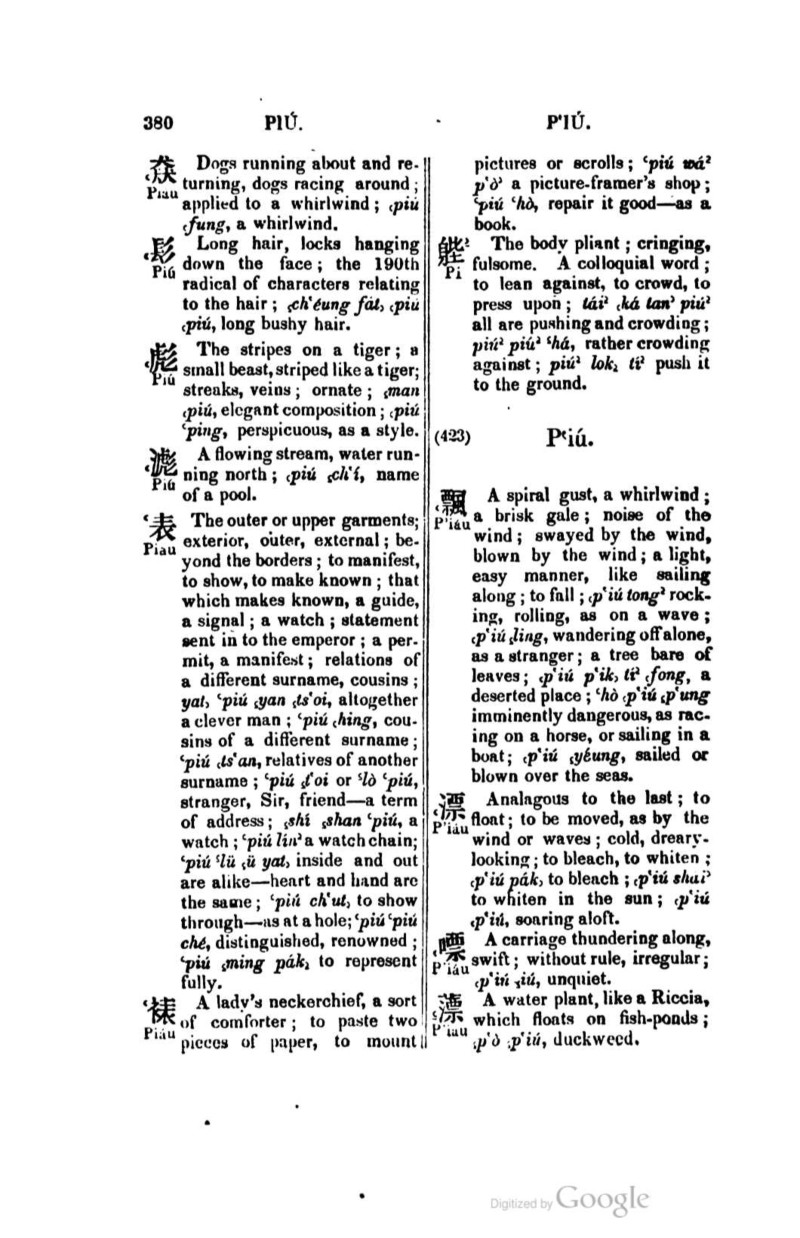 380 PIÚ. P'IÚ.
猋 Dogs running about and re-
Piau turning, dogs racing around;
applied to a whirlwind; ꜀piú
꜀fung, a whirlwind.
髟 Long hair, locks hanging
Piú down the face; the 190th
radical of characters relating
to the hair; ꜁ch'éung fát꜆ ꜀piú
꜀piú, long bushy hair.
彪 The stripes on a tiger; a
Piú small beast, striped like a tiger;
streaks, veins; ornate; ꜁man
꜀piú, elegant composition; ꜀piú
‘ping, perspicuous, as a style.
滮 A flowing stream, water run-
Piú ning north; ꜀piú ꜁ch'í, name
of a pool.
‘表 The outer or upper garments;
Piau exterior, outer, external; be-
yond the borders; to manifest,
to show, to make known; that
which makes known, a guide,
a signal; a watch; statement
sent in to the emperor; a per-
mit, a manifest; relations of
a different surname, cousins;
yat꜆ ‘piú ꜁yan ꜁ts'oi, altogether
a clever man; ‘piú ꜀hing, cou-
sins of a different surname;
‘piú ꜀ts'an, relatives of another
surname; ‘piú ꜁t'oi or ‘lò ‘piú,
stranger, Sir, friend—a term
of address; ꜁shí ꜁shan ‘piú, a
watch; ‘piú lín’ a watch chain;
‘piú ‘lü ꜁ü yat꜆ inside and out
are alike—heart and hand are
the same; ‘piú ch'ut꜆ to show
through—as at a hole; ‘piú ‘piú
ché, distinguished, renowned;
‘piú ꜁ming pák꜇ to represent
fully.
‘裱 A lady's neckerchief, a sort
Piáu of comforter; to paste two
pieces of paper, to mount
pictures or scrolls; ‘piú wá²
p'ò’ a picture-framer's shop;
‘piú ‘hò, repair it good—as a
book.
² The body pliant; cringing,
Pí fulsome. A colloquial word;
to lean against, to crowd, to
press upon; tái² ꜀ká tan’ piú²
all are pushing and crowding;
piú² piú² ‘há, rather crowding
against; piú² lok꜇ tí² push it
to the ground.
(423) P‘iú.
飄 A spiral gust, a whirlwind;
P'iáu a brisk gale; noise of the
wind; swayed by the wind,
blown by the wind; a light,
easy manner, like sailing
along; to fall; ꜀p'iú tong² rock-
ing, rolling, as on a wave;
꜀p'iú ꜁ling, wandering off alone,
as a stranger; a tree bare of
leaves; ꜀p'iú p'ik꜆ tí² ꜀fong, a
deserted place; ‘hò ꜀p'iú ꜁p'ung
imminently dangerous, as rac-
ing on a horse, or sailing in a
boat; ꜀p'iú ꜁yéung, sailed or
blown over the seas.
漂 Analagous to the last; to
P'iáu float; to be moved, as by the
wind or waves; cold, dreary-
looking; to bleach, to whiten;
꜀p'iú pák꜆ to bleach; ꜀p'iú shai’
to whiten in the sun; ꜀p'iú
꜀p'iú, soaring aloft.
嘌 A carriage thundering along,
P'iáu swift; without rule, irregular;
꜀p'iú ꜀iú, unquiet.
薸 A water plant, like a Riccia,
P'iau which floats on fish-ponds;
꜁p'ò ꜁p'iú, duckweed.
Digitized by Google